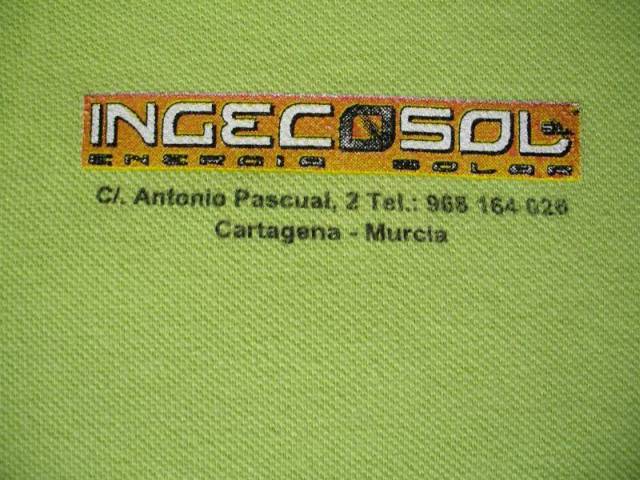 INGECOSOL S.L.
ENERGIA SOLAR
C/. Antonio Pascual, 2 Tel.: 968 164 026
Cartagena - Murcia